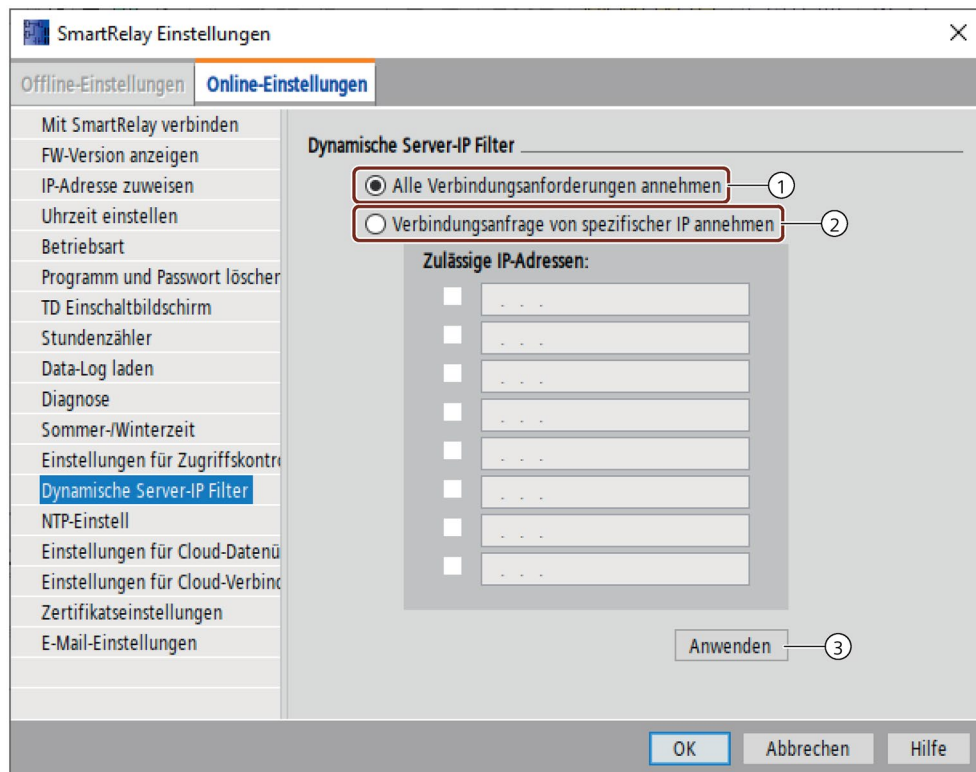 SmartRelay Einstellungen
Offline-Einstellungen
Online-Einstellungen
Mit SmartRelay verbinden
FW-Version anzeigen
IP-Adresse zuweisen
Uhrzeit einstellen
Betriebsart
Programm und Passwort löschen
TD Einschaltbildschirm
Stundenzähler
Data-Log laden
Diagnose
Sommer-/Winterzeit
Einstellungen für Zugriffskontro
Dynamische Server-IP Filter
NTP-Einstell
Einstellungen für Cloud-Datenü
Einstellungen für Cloud-Verbind
Zertifikatseinstellungen
E-Mail-Einstellungen
Dynamische Server-IP Filter
Alle Verbindungsanforderungen annehmen
1
Verbindungsanfrage von spezifischer IP annehmen
2
Zulässige IP-Adressen:
. . .
. . .
. . .
. . .
. . .
. . .
. . .
. . .
Anwenden
3
OK
Abbrechen
Hilfe